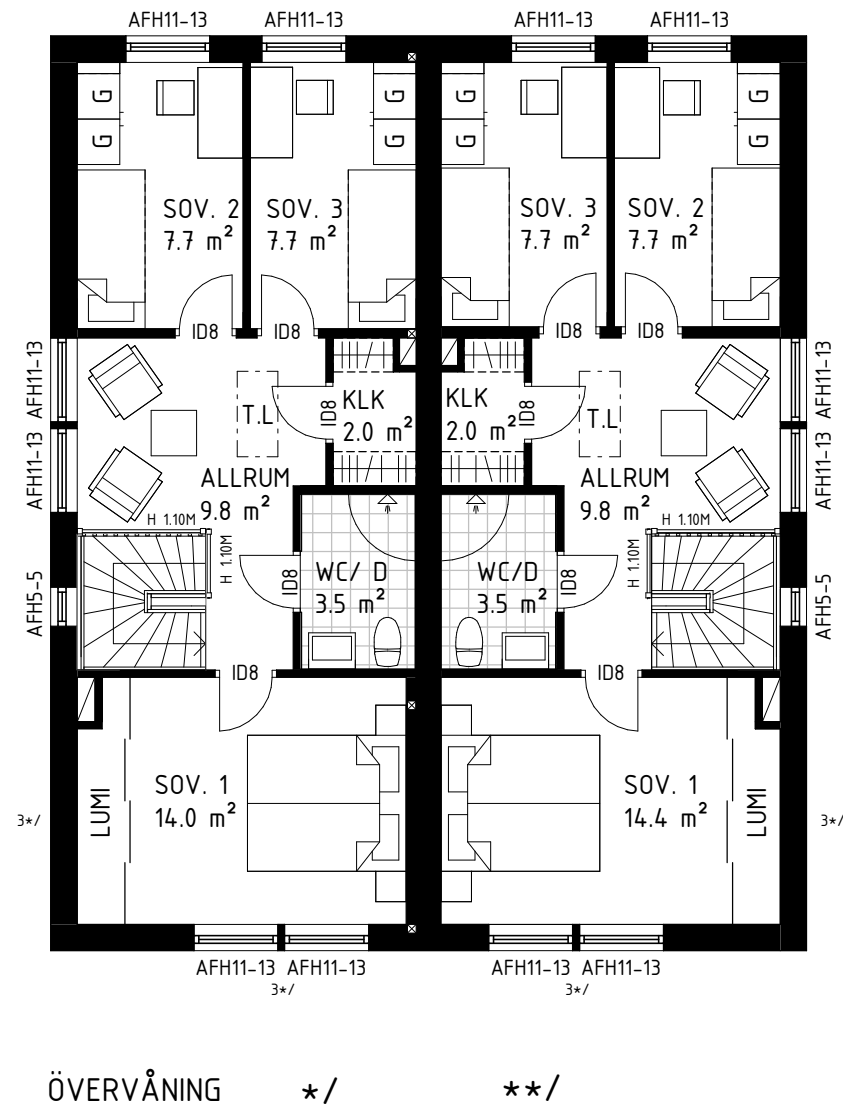 AFH11-13 AFH11-13 AFH11-13 AFH11-13
G G G G
G G G G
SOV. 2 SOV. 3 SOV. 3 SOV. 2
7.7 m² 7.7 m² 7.7 m² 7.7 m²
ID8 ID8 ID8 ID8
AFH11-13 AFH11-13
KLK KLK
2.0 m² 2.0 m²
ID8 ID8
T.L T.L
AFH11-13 AFH11-13
ALLRUM ALLRUM
9.8 m² 9.8 m²
H 1.10M H 1.10M
H 1.10M H 1.10M
WC/ D WC/D
3.5 m² 3.5 m²
ID8 ID8
AFH5-5 AFH5-5
ID8 ID8
SOV. 1 SOV. 1
14.0 m² 14.4 m²
LUMI LUMI
3*/ 3*/
AFH11-13 AFH11-13 AFH11-13 AFH11-13
3*/ 3*/
ÖVERVÅNING */ **/